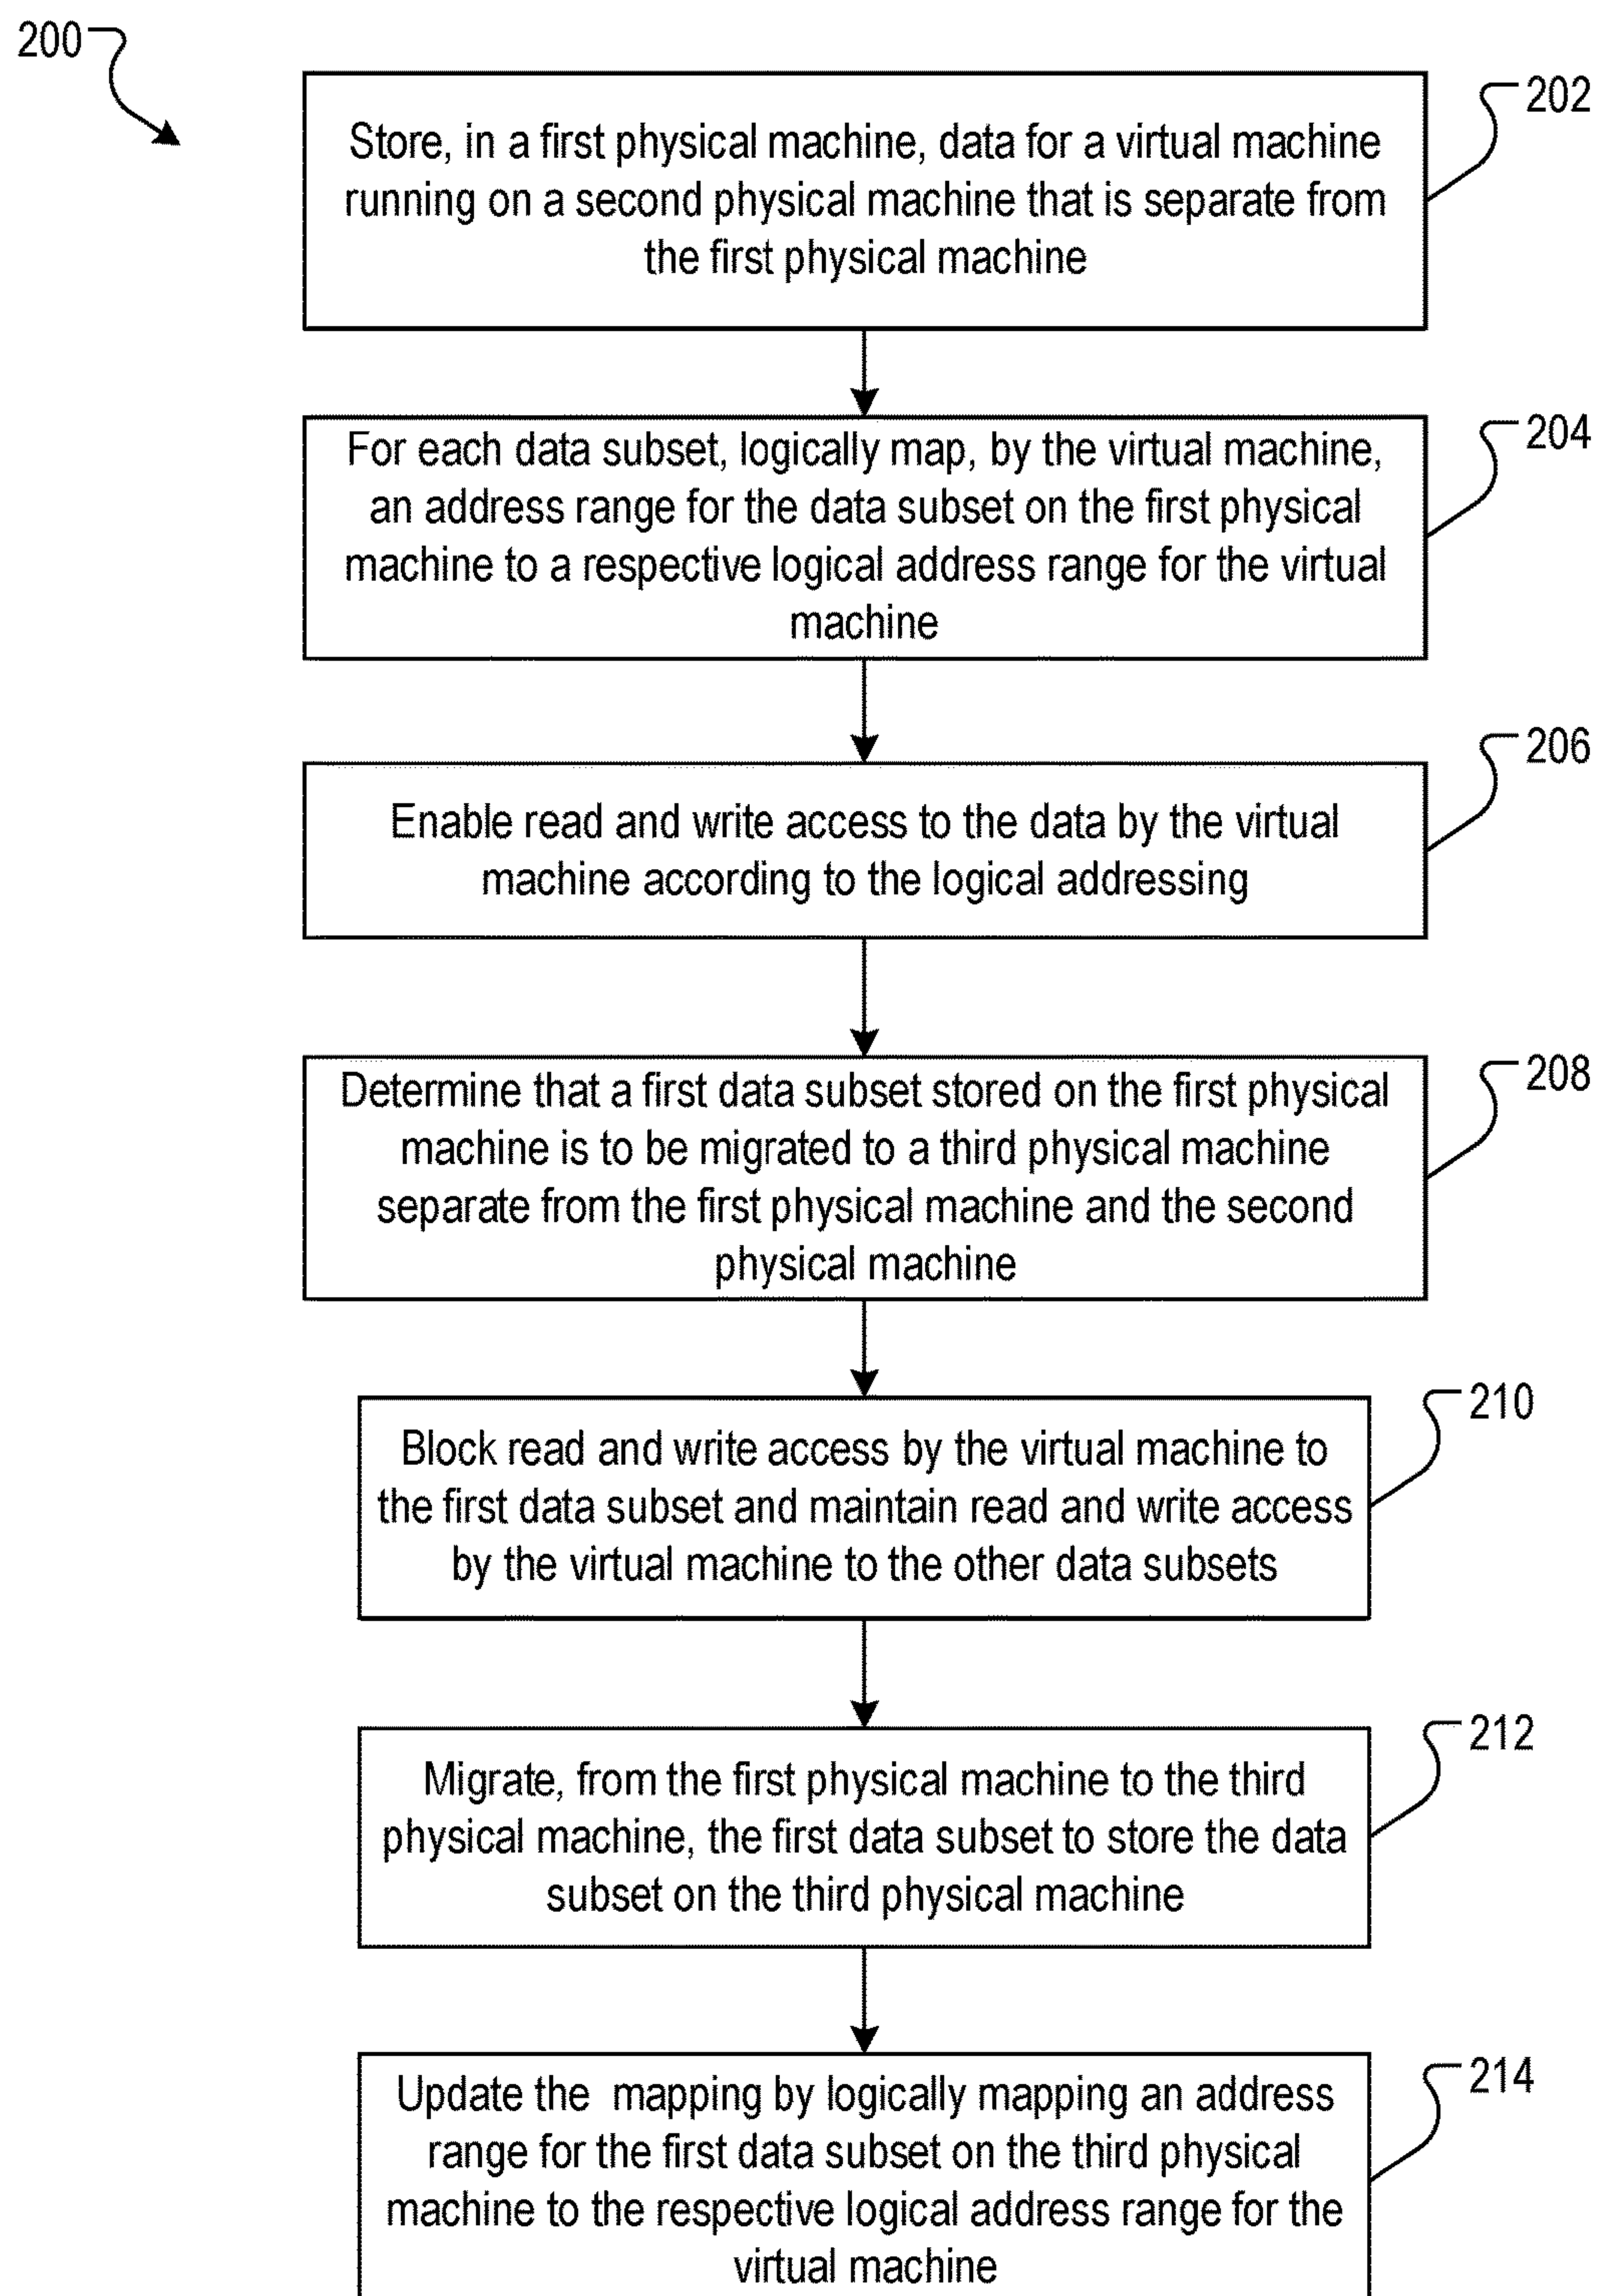 200
202
Store, in a first physical machine, data for a virtual machine
running on a second physical machine that is separate from
the first physical machine
204
For each data subset, logically map, by the virtual machine,
an address range for the data subset on the first physical
machine to a respective logical address range for the virtual
machine
206
Enable read and write access to the data by the virtual
machine according to the logical addressing
208
Determine that a first data subset stored on the first physical
machine is to be migrated to a third physical machine
separate from the first physical machine and the second
physical machine
210
Block read and write access by the virtual machine to
the first data subset and maintain read and write access
by the virtual machine to the other data subsets
212
Migrate, from the first physical machine to the third
physical machine, the first data subset to store the data
subset on the third physical machine
214
Update the  mapping by logically mapping an address
range for the first data subset on the third physical
machine to the respective logical address range for the
virtual machine